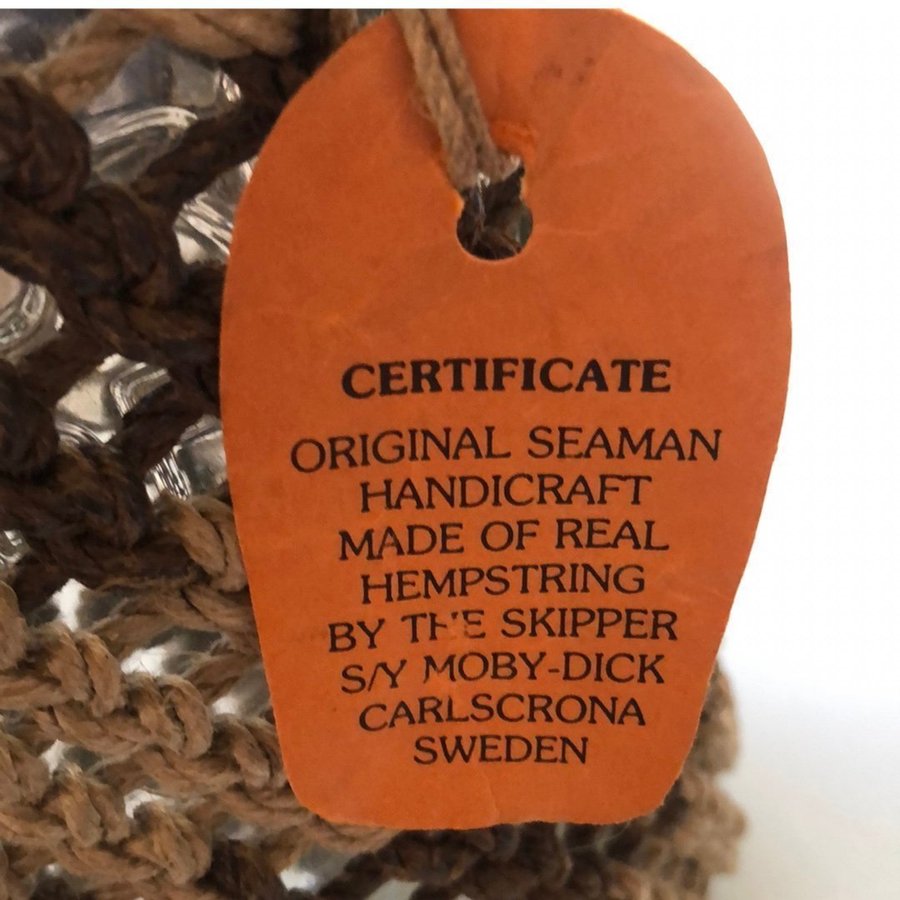 CERTIFICATE
ORIGINAL SEAMAN
HANDICRAFT
MADE OF REAL
HEMPSTRING
BY THE SKIPPER
S/Y MOBY-DICK
CARLSCRONA
SWEDEN